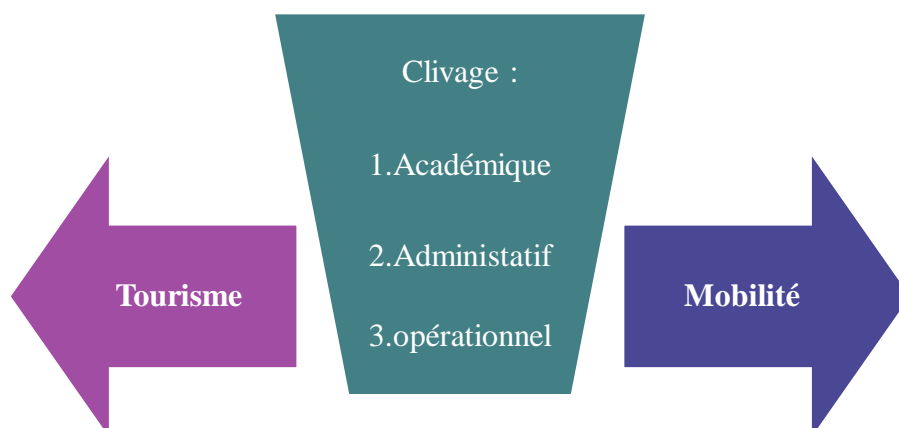 Clivage :
1.Académique
2.Administatif
3.opérationnel
Tourisme
Mobilité